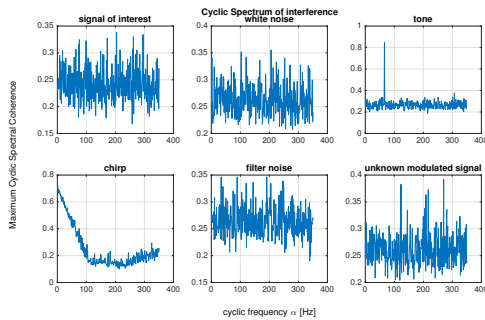 Cyclic Spectrum of interference
signal of interest
white noise
tone
0.35
0.3
0.25
0.2
0.15
0 100 200 300 400
0.4
0.35
0.3
0.25
0.2
0 100 200 300 400
1
0.8
0.6
0.4
0.2
0
0 100 200 300 400
Maximum Cyclic Spectral Coherence
chirp
filter noise
unknown modulated signal
0.8
0.6
0.4
0.2
0
0 100 200 300 400
0.35
0.3
0.25
0.2
0.15
0 100 200 300 400
0.4
0.35
0.3
0.25
0.2
0 100 200 300 400
cyclic frequency α [Hz]